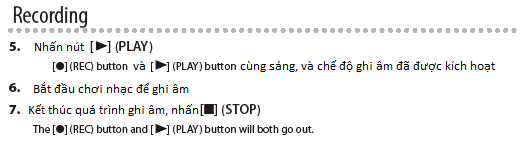 Recording
5. Nhấn nút [▶] (PLAY)
[●] (REC) button và [▶] (PLAY) button cùng sáng, và chế độ ghi âm đã được kích hoạt
6. Bắt đầu chơi nhạc để ghi âm
7. Kết thúc quá trình ghi âm, nhấn[■] (STOP)
The [●] (REC) button and [▶] (PLAY) button will both go out.